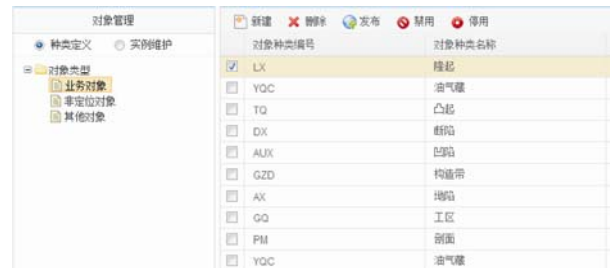 对象管理
种类定义 实例维护
对象类型
业务对象
非定位对象
其他对象
新建 删除 发布 禁用 停用
对象种类编号 对象种类名称
LX 隆起
YQC 油气藏
TQ 凸起
DX 断陷
AUX 凹陷
GZD 构造带
AX 坳陷
GQ 工区
PM 剖面
YQC 油气藏